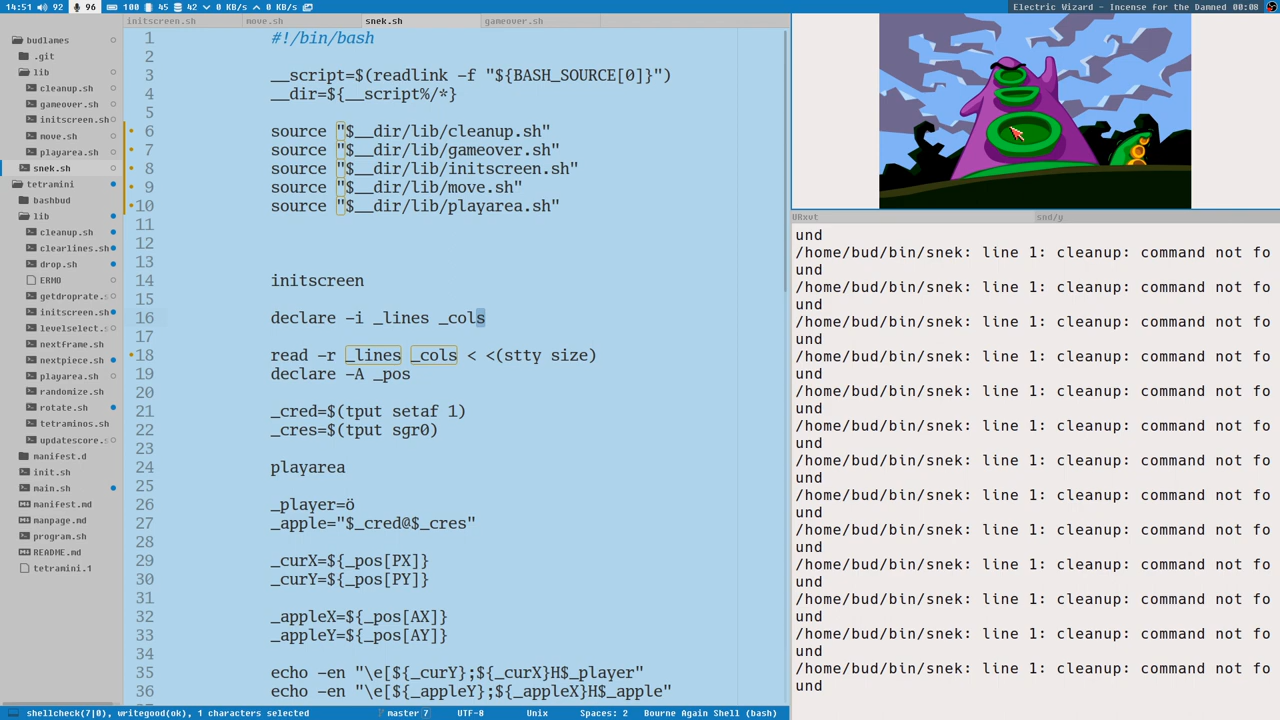 14:51 92 96 100 45 42 0 KB/s 0 KB/s
Electric Wizard - Incense for the Damned 00:08
initscreen.sh move.sh snek.sh gameover.sh
budlames
.git
lib
cleanup.sh
gameover.sh
initscreen.sh
move.sh
playarea.sh
snek.sh
tetramini
bashbud
lib
cleanup.sh
clearlines.sh
drop.sh
ERMO
getdroprate.s
initscreen.sh
levelselect.
nextframe.sh
nextpiece.sh
playarea.sh
randomize.sh
rotate.sh
tetraminos.sh
updatescore.
manifest.d
init.sh
main.sh
manifest.md
manpage.md
program.sh
README.md
tetramini.1
1 #!/bin/bash
2
3 __script=$(readlink -f "${BASH_SOURCE[0]}")
4 __dir=${__script%/*}
5
6 source "$__dir/lib/cleanup.sh"
7 source "$__dir/lib/gameover.sh"
8 source "$__dir/lib/initscreen.sh"
9 source "$__dir/lib/move.sh"
10 source "$__dir/lib/playarea.sh"
11
12
13
14 initscreen
15
16 declare -i _lines _cols
17
18 read -r _lines _cols < <(stty size)
19 declare -A _pos
20
21 _cred=$(tput setaf 1)
22 _cres=$(tput sgr0)
23
24 playarea
25
26 _player=ö
27 _apple="$_cred@$_cres"
28
29 _curX=${_pos[PX]}
30 _curY=${_pos[PY]}
31
32 _appleX=${_pos[AX]}
33 _appleY=${_pos[AY]}
34
35 echo -en "\e[${_curY};${_curX}H$_player"
36 echo -en "\e[${_appleY};${_appleX}H$_apple"
URxvt snd/y
und
/home/bud/bin/snek: line 1: cleanup: command not fo
und
/home/bud/bin/snek: line 1: cleanup: command not fo
und
/home/bud/bin/snek: line 1: cleanup: command not fo
und
/home/bud/bin/snek: line 1: cleanup: command not fo
und
/home/bud/bin/snek: line 1: cleanup: command not fo
und
/home/bud/bin/snek: line 1: cleanup: command not fo
und
/home/bud/bin/snek: line 1: cleanup: command not fo
und
/home/bud/bin/snek: line 1: cleanup: command not fo
und
/home/bud/bin/snek: line 1: cleanup: command not fo
und
/home/bud/bin/snek: line 1: cleanup: command not fo
und
/home/bud/bin/snek: line 1: cleanup: command not fo
und
/home/bud/bin/snek: line 1: cleanup: command not fo
und
/home/bud/bin/snek: line 1: cleanup: command not fo
und
shellcheck(7|0), writegood(ok), 1 characters selected master 7 UTF-8 Unix Spaces: 2 Bourne Again Shell (bash)